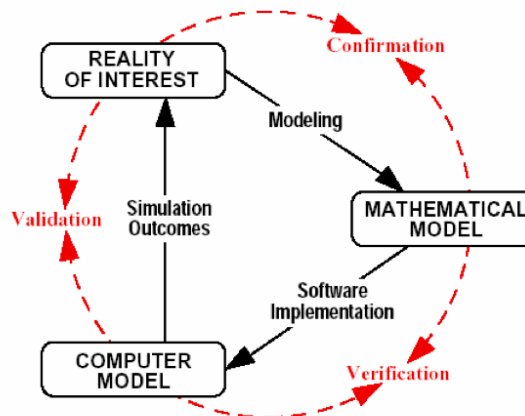 Confirmation
REALITY
OF INTEREST
Modeling
Validation
Simulation
Outcomes
MATHEMATICAL
MODEL
Software
Implementation
COMPUTER
MODEL
Verification